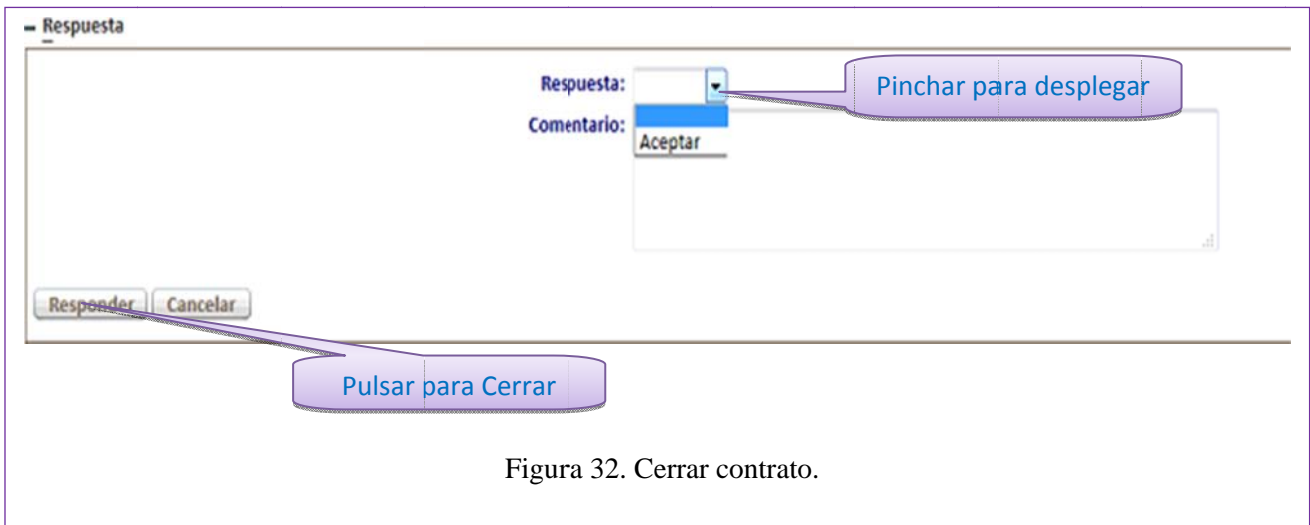 Respuesta
Respuesta:
Pinchar para desplegar
Comentario:
Aceptar
Responder Cancelar
Pulsar para Cerrar
Figura 32. Cerrar contrato.